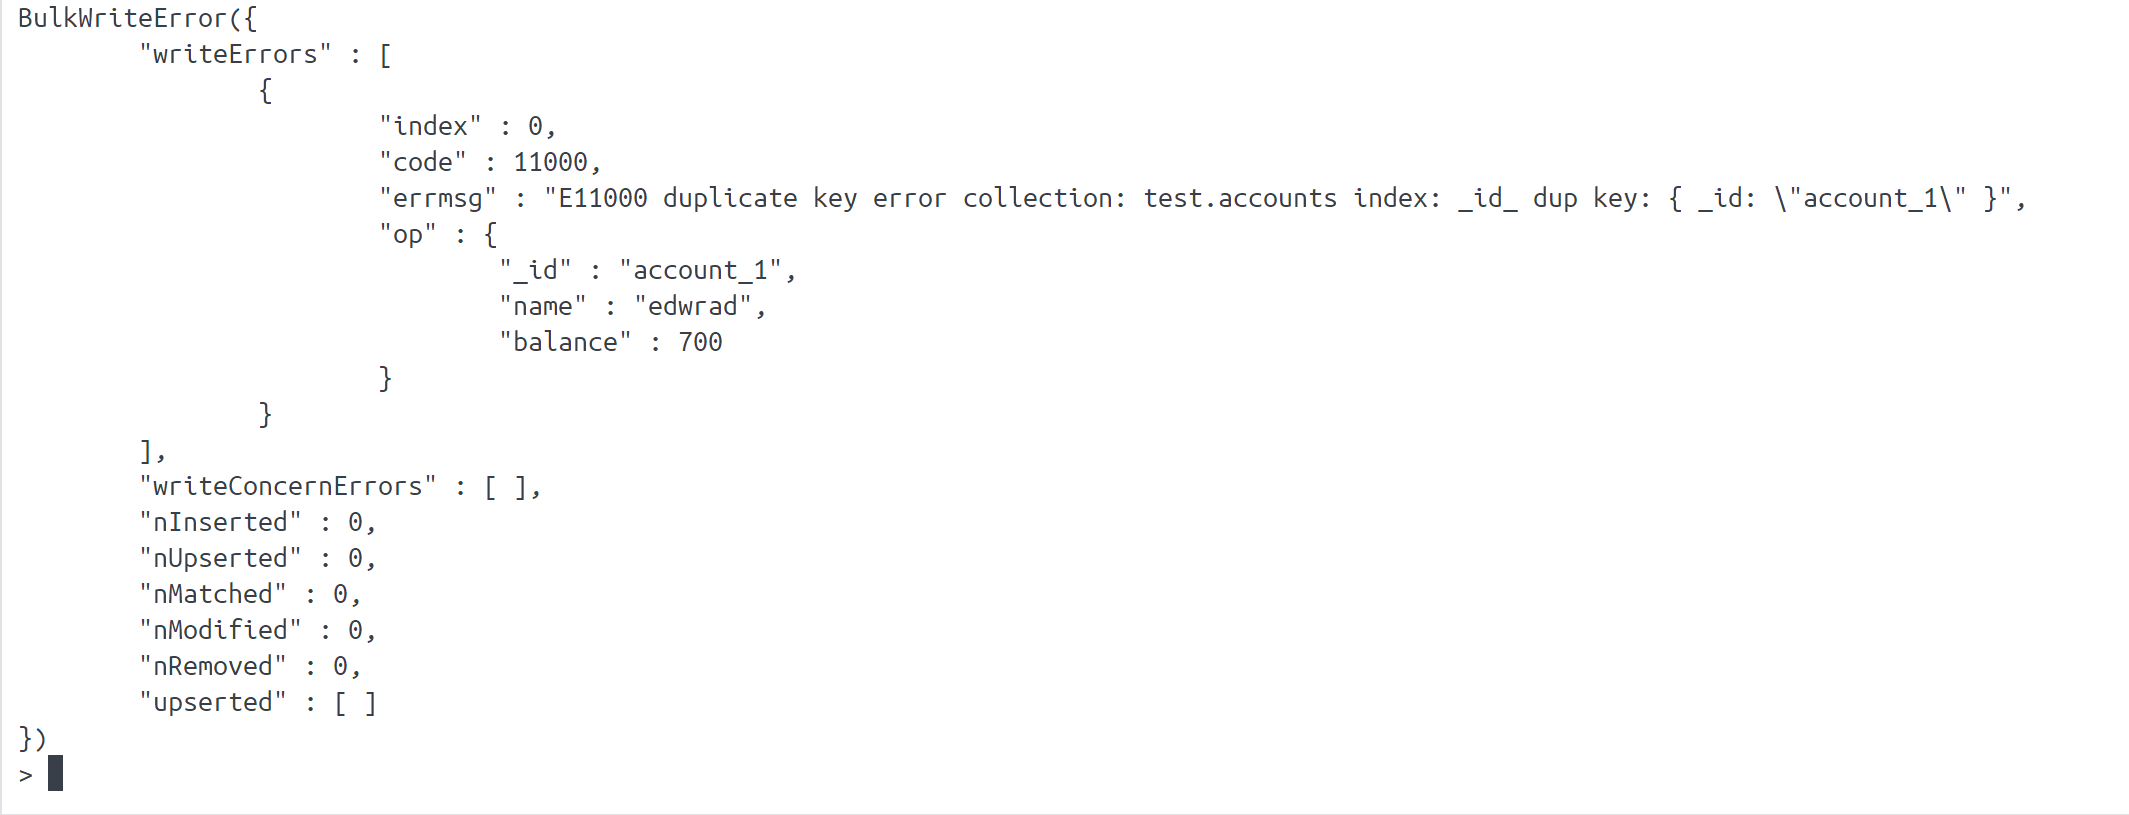 BulkWriteError({
"writeErrors" : [
{
"index" : 0,
"code" : 11000,
"errmsg" : "E11000 duplicate key error collection: test.accounts index: _id_ dup key: { _id: \"account_1\" }",
"op" : {
"_id" : "account_1",
"name" : "edwrad",
"balance" : 700
}
}
],
"writeConcernErrors" : [ ],
"nInserted" : 0,
"nUpserted" : 0,
"nMatched" : 0,
"nModified" : 0,
"nRemoved" : 0,
"upserted" : [ ]
})
>